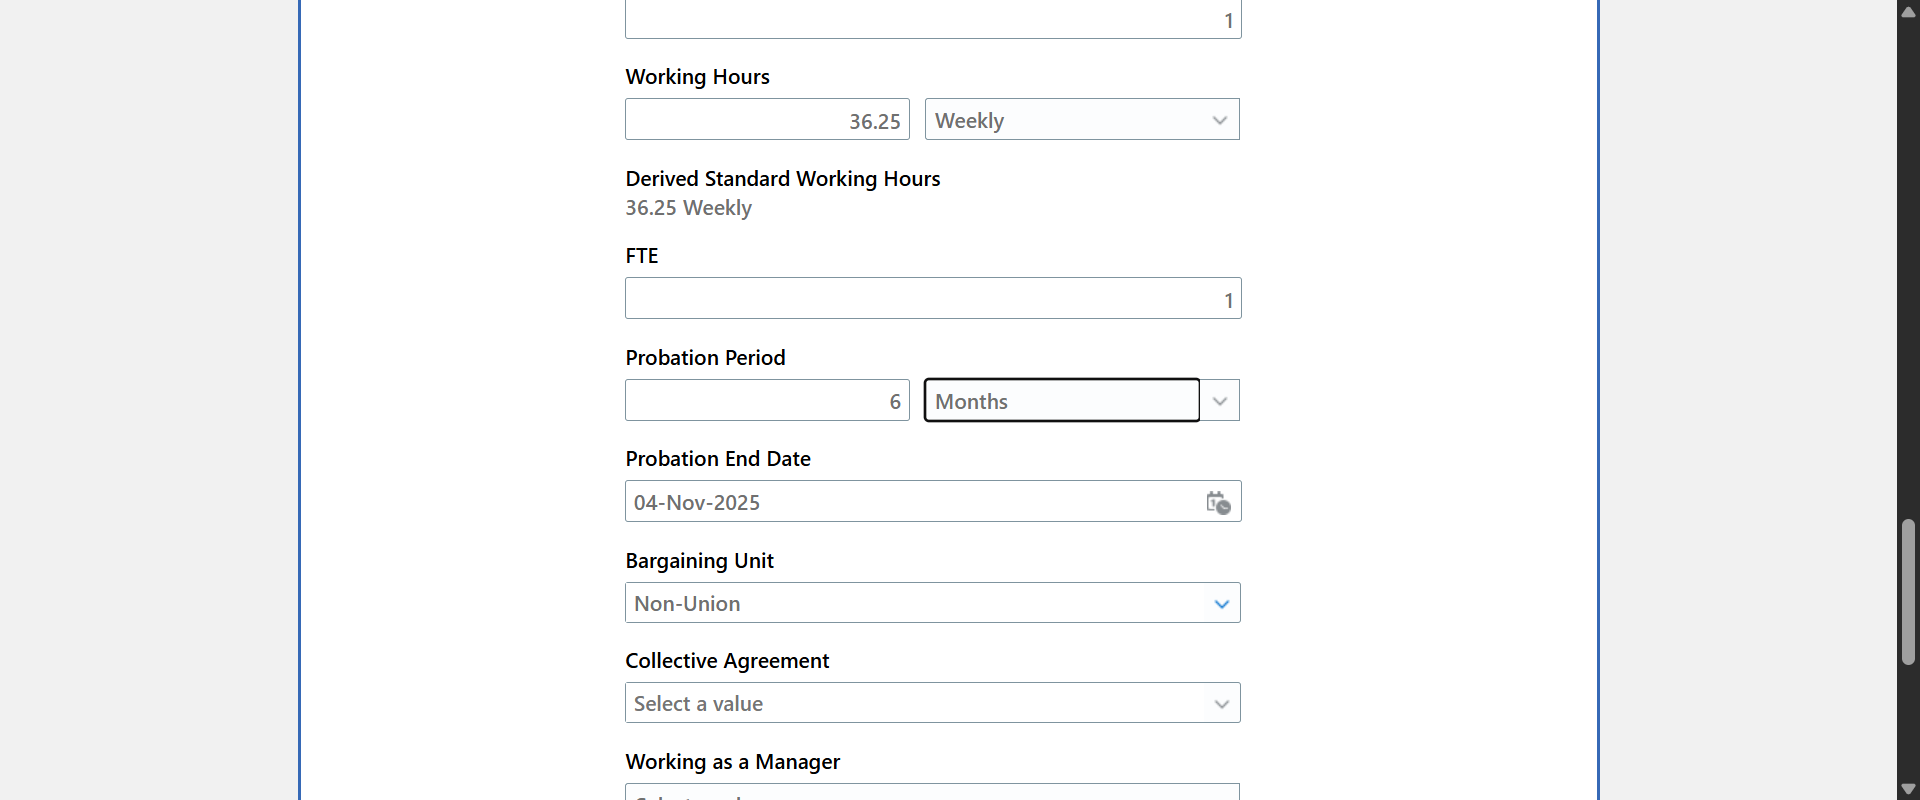 1
Working Hours
36.25 Weekly
Derived Standard Working Hours
36.25 Weekly
FTE
1
Probation Period
6 Months
Probation End Date
04-Nov-2025
Bargaining Unit
Non-Union
Collective Agreement
Select a value
Working as a Manager